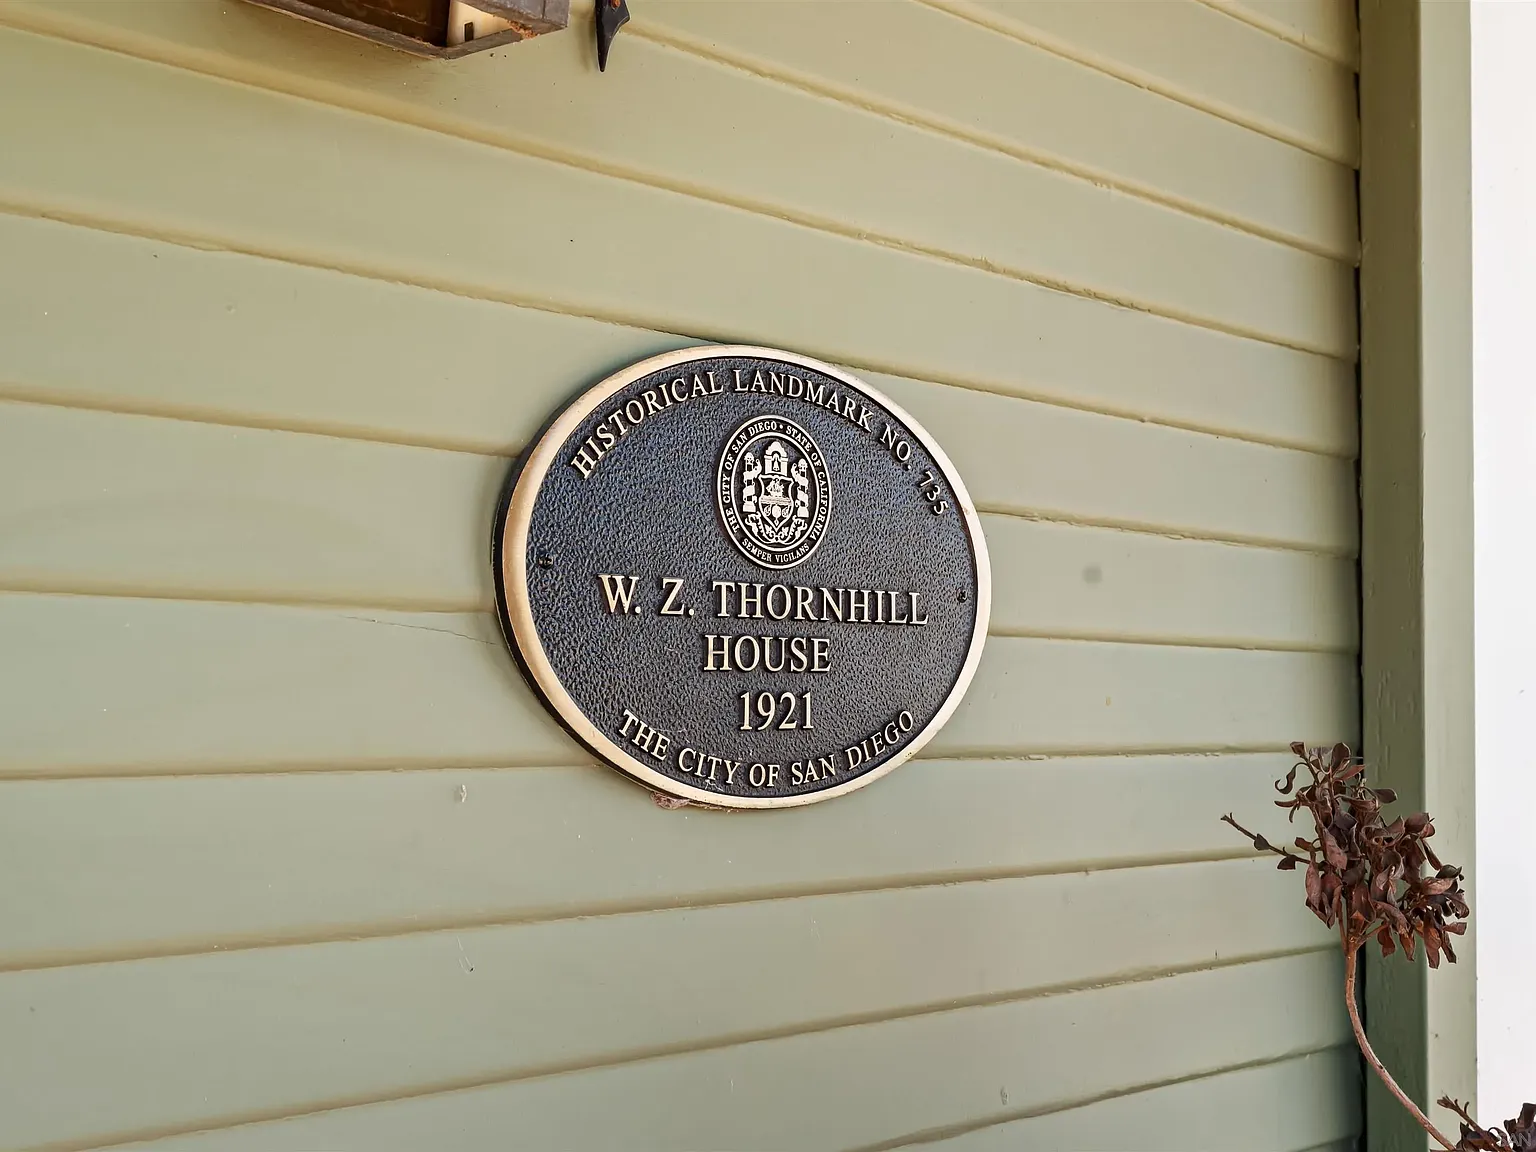 HISTORICAL LANDMARK NO. 735
THE CITY OF SAN DIEGO • STATE OF CALIFORNIA
SEMPER VIGILANS
W. Z. THORNHILL
HOUSE
1921
THE CITY OF SAN DIEGO